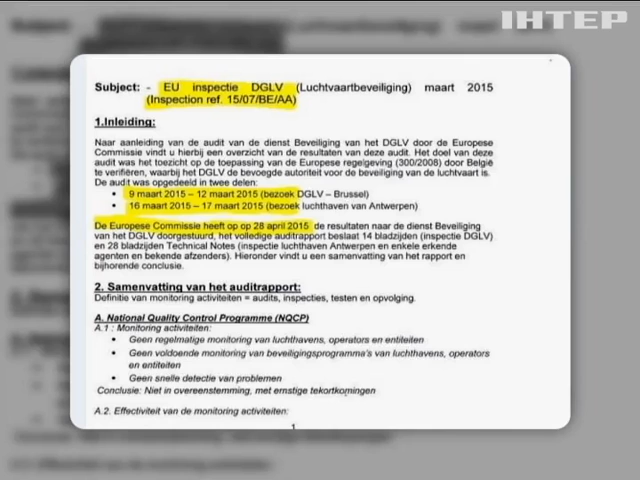 ІНТЕР
Subject: - EU inspectie DGLV (Luchtvaartbeveiliging) maart 2015
(Inspection ref. 15/07/BE/AA)
1.Inleiding:
Naar aanleiding van de audit van de dienst Beveiliging van het DGLV door de Europese
Commissie vindt u hierbij een overzicht van de resultaten van deze audit. Het doel van deze
audit was het toezicht op de toepassing van de Europese regelgeving (300/2008) door België
te verifiëren, waarbij het DGLV de bevoegde autoriteit voor de beveiliging van de luchtvaart is.
De audit was opgedeeld in twee delen:
• 9 maart 2015 – 12 maart 2015 (bezoek DGLV – Brussel)
• 16 maart 2015 – 17 maart 2015 (bezoek luchthaven van Antwerpen)
De Europese Commissie heeft op op 28 april 2015 de resultaten naar de dienst Beveiliging
van het DGLV doorgestuurd, het volledige auditrapport beslaat 14 bladzijden (inspectie DGLV)
en 28 bladzijden Technical Notes (inspectie luchthaven Antwerpen en enkele erkende
agenten en bekende afzenders). Hieronder vindt u een samenvatting van het rapport en
bijhorende conclusie.
2. Samenvatting van het auditrapport:
Definitie van monitoring activiteiten = audits, inspecties, testen en opvolging.
A. National Quality Control Programme (NQCP)
A.1 : Monitoring activiteiten:
• Geen regelmatige monitoring van luchthavens, operators en entiteiten
• Geen voldoende monitoring van beveiligingsprogramma's van luchthavens, operators
en entiteiten
• Geen snelle detectie van problemen
Conclusie: Niet in overeenstemming, met ernstige tekortkomingen
A.2. Effectiviteit van de monitoring activiteiten:
1